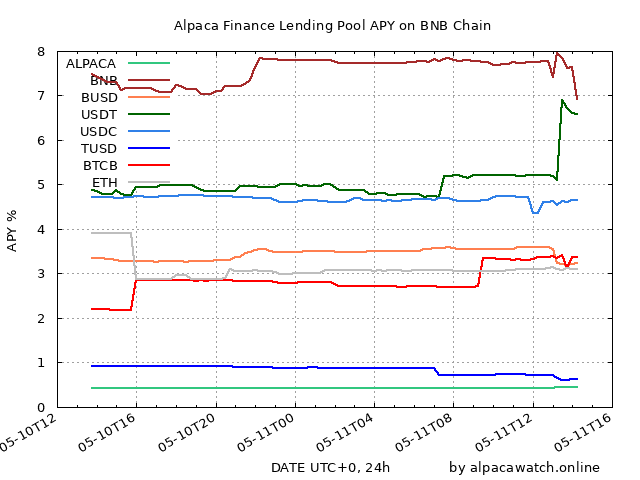 Alpaca Finance Lending Pool APY on BNB Chain
8
7
6
5
4
3
2
1
0
APY %
ALPACA
BNB
BUSD
USDT
USDC
TUSD
BTCB
ETH
05-10T12
05-10T16
05-10T20
05-11T00
05-11T04
05-11T08
05-11T12
05-11T16
DATE UTC+0, 24h
by alpacawatch.online